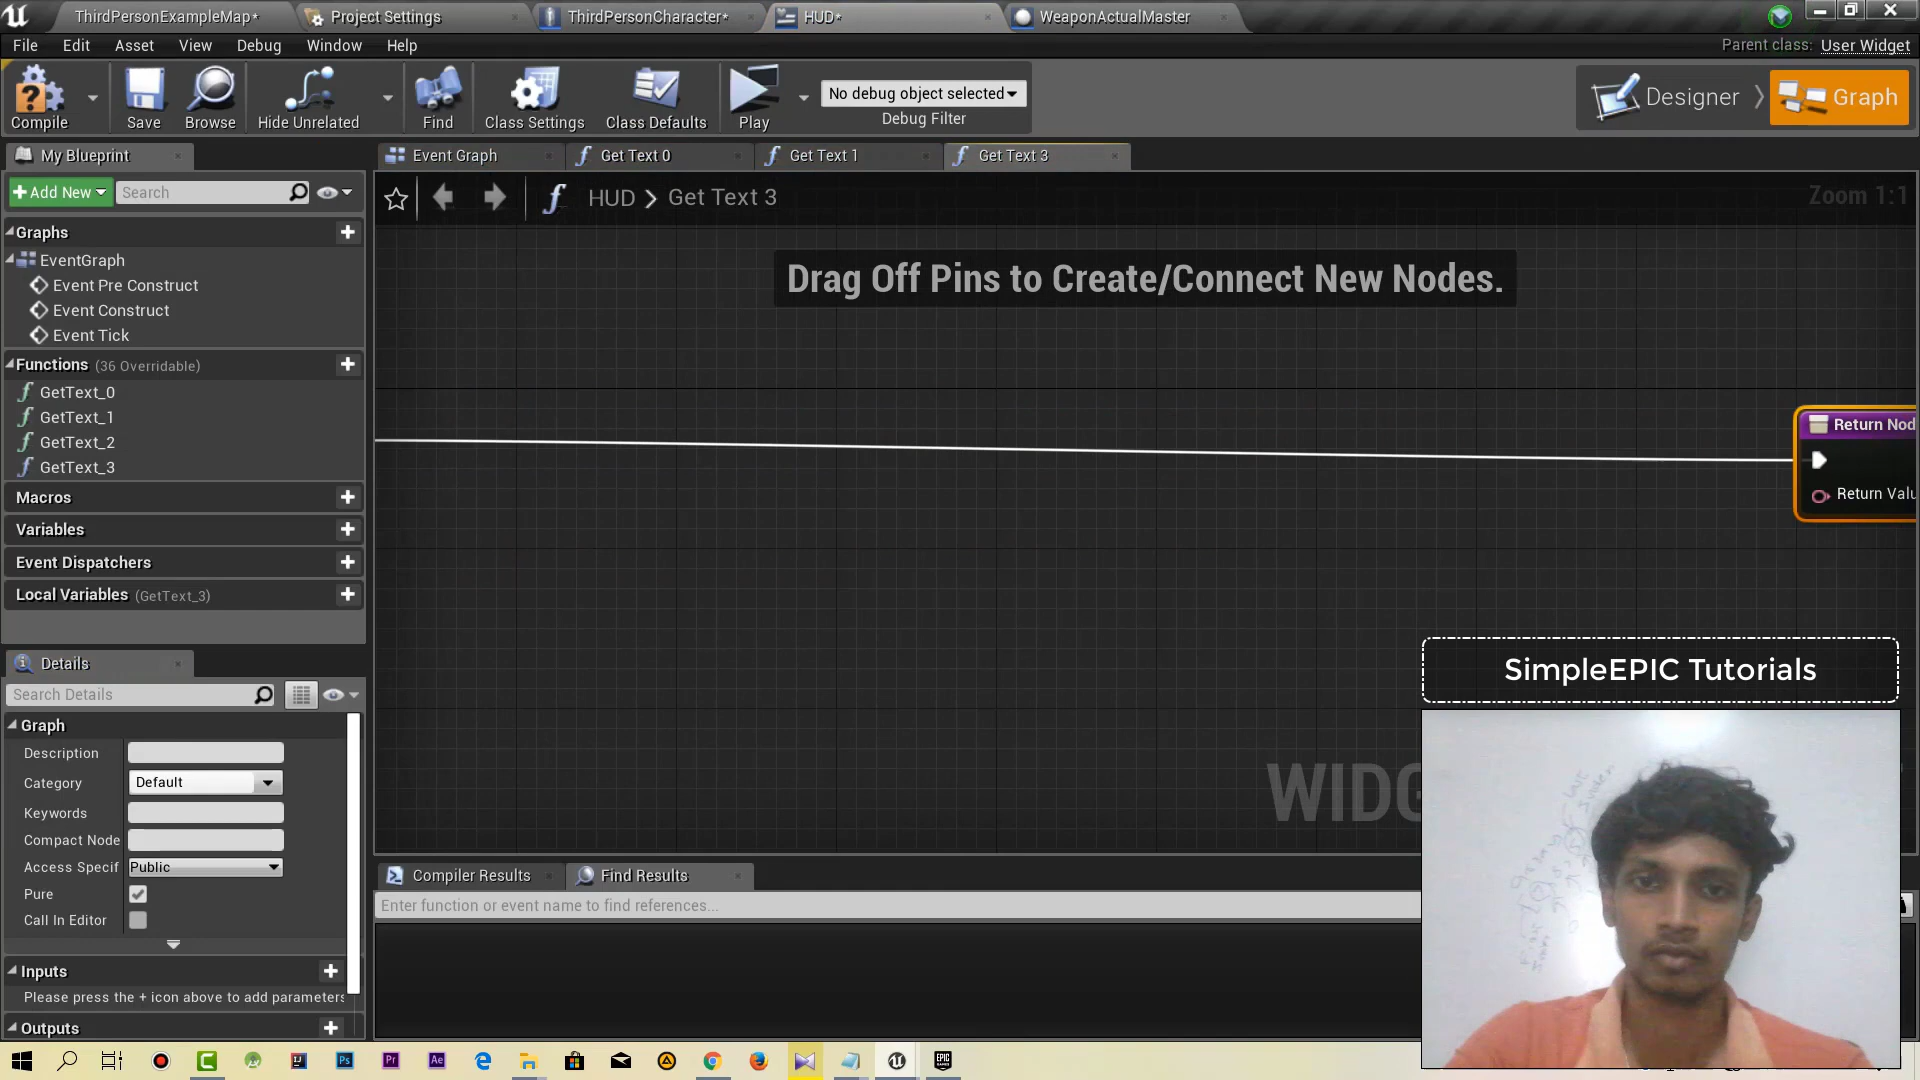 ThirdPersonExampleMap*
Project Settings
ThirdPersonCharacter*
HUD*
WeaponActualMaster
File
Edit
Asset
View
Debug
Window
Help
Parent class: User Widget
Compile
Save
Browse
Hide Unrelated
Find
Class Settings
Class Defaults
Play
No debug object selected
Debug Filter
Designer
Graph
My Blueprint
Event Graph
Get Text 0
Get Text 1
Get Text 3
Add New
Search
HUD
Get Text 3
Zoom 1:1
Graphs
EventGraph
Event Pre Construct
Event Construct
Event Tick
Functions (36 Overridable)
GetText_0
GetText_1
GetText_2
GetText_3
Macros
Variables
Event Dispatchers
Local Variables (GetText_3)
Drag Off Pins to Create/Connect New Nodes.
Return Nod
Return Valu
WIDG
SimpleEPIC Tutorials
Details
Search Details
Graph
Description
Category
Default
Keywords
Compact Node
Access Specif
Public
Pure
Call In Editor
Inputs
Please press the + icon above to add parameters
Outputs
Compiler Results
Find Results
Enter function or event name to find references...
Ps
Pr
Ae
EPIC